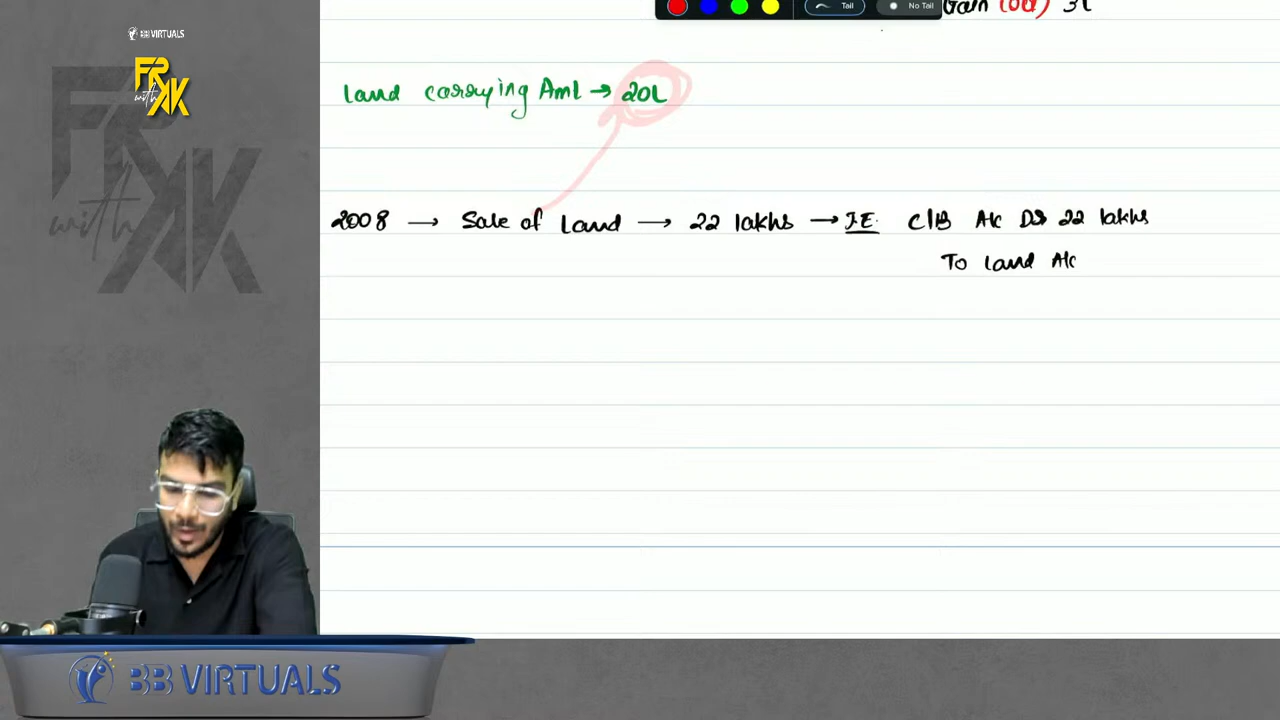 Tail
No Tail
Gain (OCI) 3L
BB VIRTUALS
FR
with AK
Land carrying Amt → 20L
2008 → Sale of Land → 22 lakhs → J.E. C/B A/c Dr 22 lakhs
To Land A/c
BB VIRTUALS